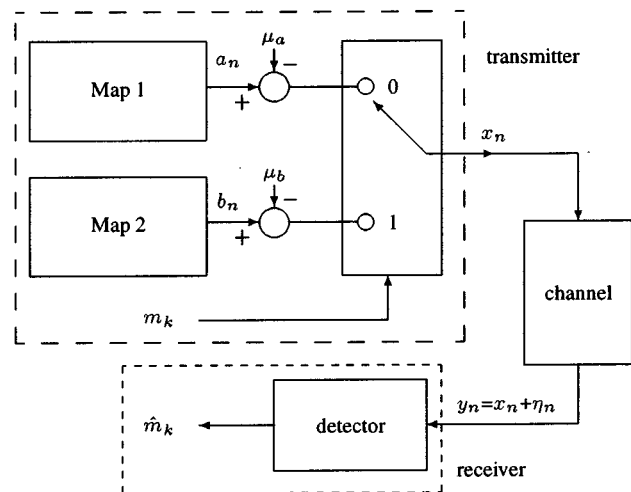 μ_a
a_n
−
Map 1
+
0
transmitter
x_n
μ_b
b_n
−
Map 2
+
1
channel
m_k
y_n=x_n+η_n
m̂_k
detector
receiver